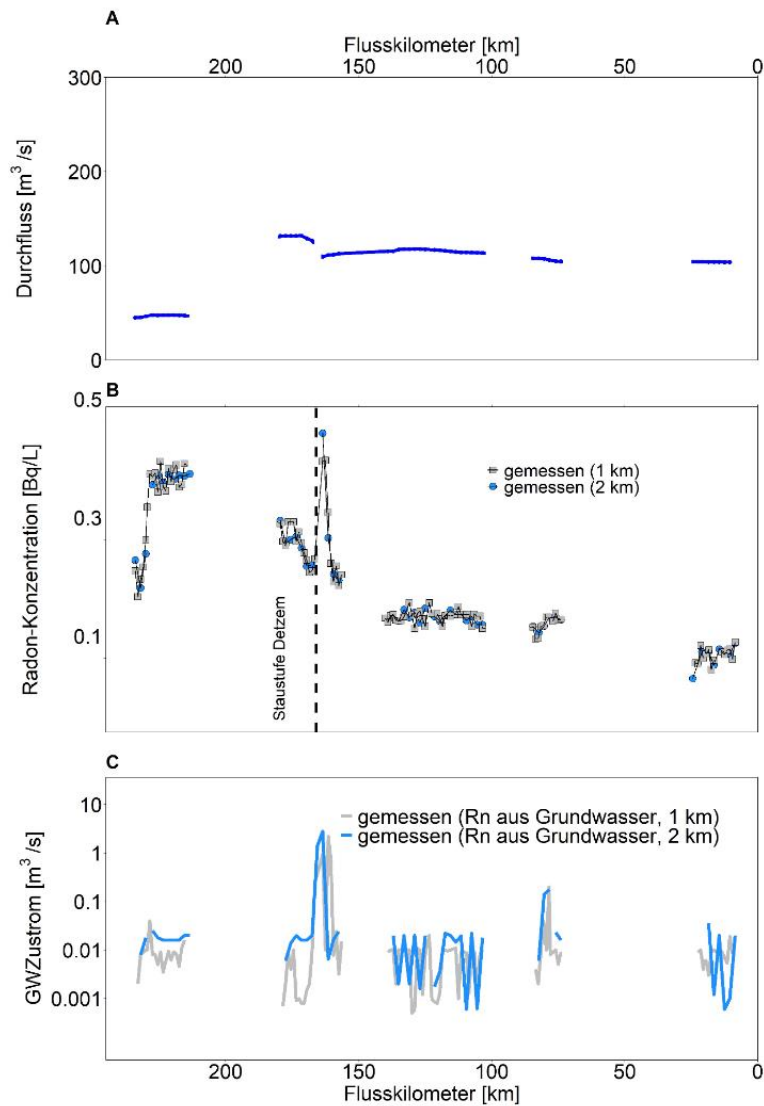 A
Flusskilometer [km]
200 150 100 50 0
300
200
100
0
Durchfluss [m³ /s]
B
0.5
0.3
0.1
Radon-Konzentration [Bq/L]
gemessen (1 km)
gemessen (2 km)
Staustufe Detzem
C
10
1
0.1
0.01
0.001
GWZustrom [m³ /s]
gemessen (Rn aus Grundwasser, 1 km)
gemessen (Rn aus Grundwasser, 2 km)
200 150 100 50 0
Flusskilometer [km]